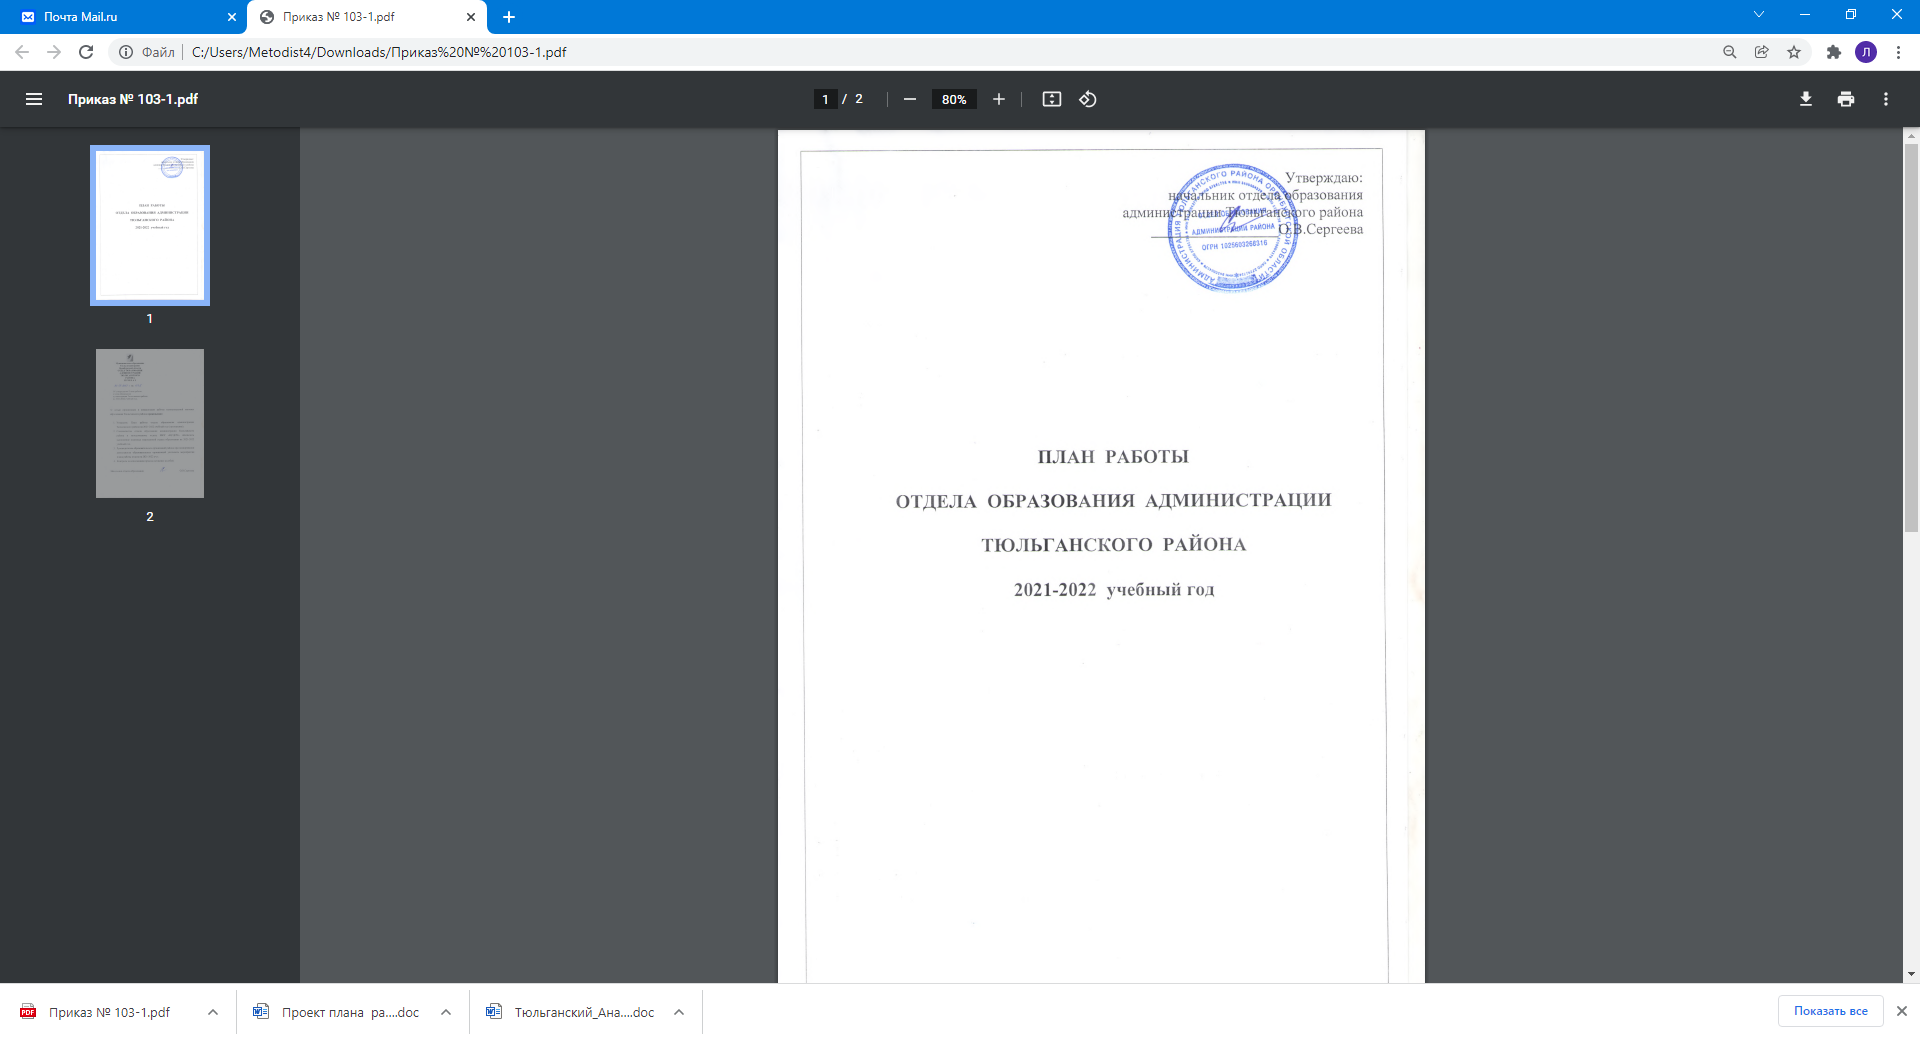 Почта Mail.ru
Приказ № 103-1.pdf
Файл
C:/Users/Metodist4/Downloads/Приказ%20№%20103-1.pdf
Л
Приказ № 103-1.pdf
1 / 2
80%
1
2
Утверждаю:
начальник отдела образования
администрации Тюльганского района
О.В.Сергеева
АДМИНИСТРАЦИИ РАЙОНА
ПЛАН РАБОТЫ
ОТДЕЛА ОБРАЗОВАНИЯ АДМИНИСТРАЦИИ
ТЮЛЬГАНСКОГО РАЙОНА
2021-2022 учебный год
Приказ № 103-1.pdf
Проект плана ра....doc
Тюльганский_Ана....doc
Показать все